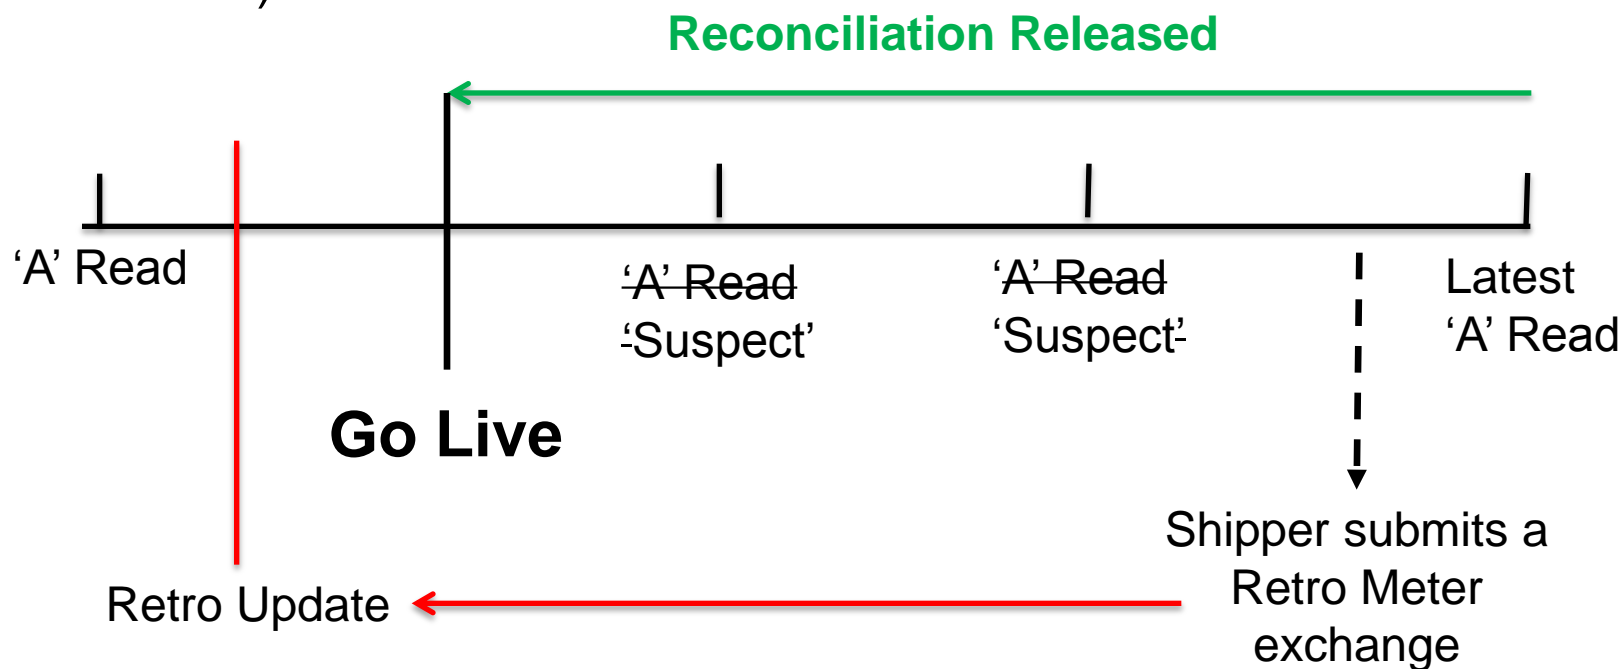 )
Reconciliation Released
‘A’ Read
‘A’ Read
‘Suspect’
‘A’ Read
‘Suspect’
Latest
‘A’ Read
Go Live
Shipper submits a
Retro Meter
exchange
Retro Update